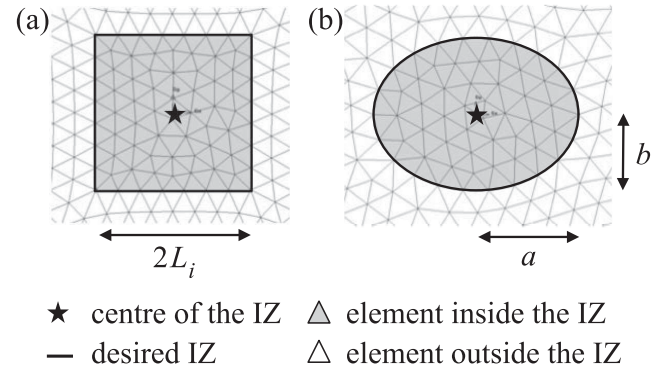 (a)
(b)
b
2L_i
a
★ centre of the IZ
△ element inside the IZ
— desired IZ
△ element outside the IZ